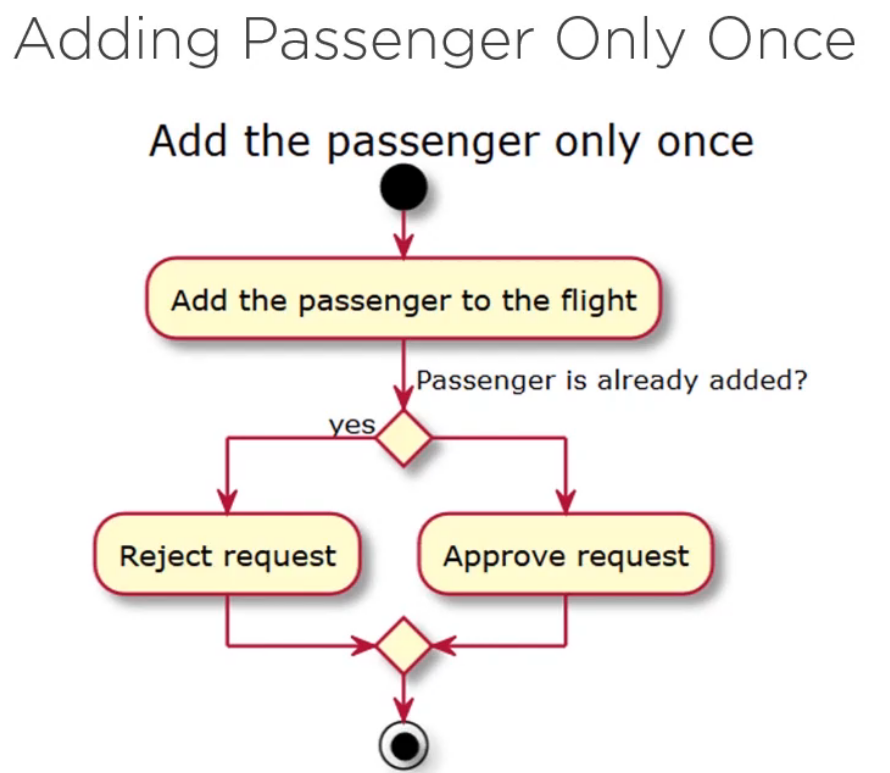 Adding Passenger Only Once
Add the passenger only once
Add the passenger to the flight
Passenger is already added?
yes
Reject request
Approve request